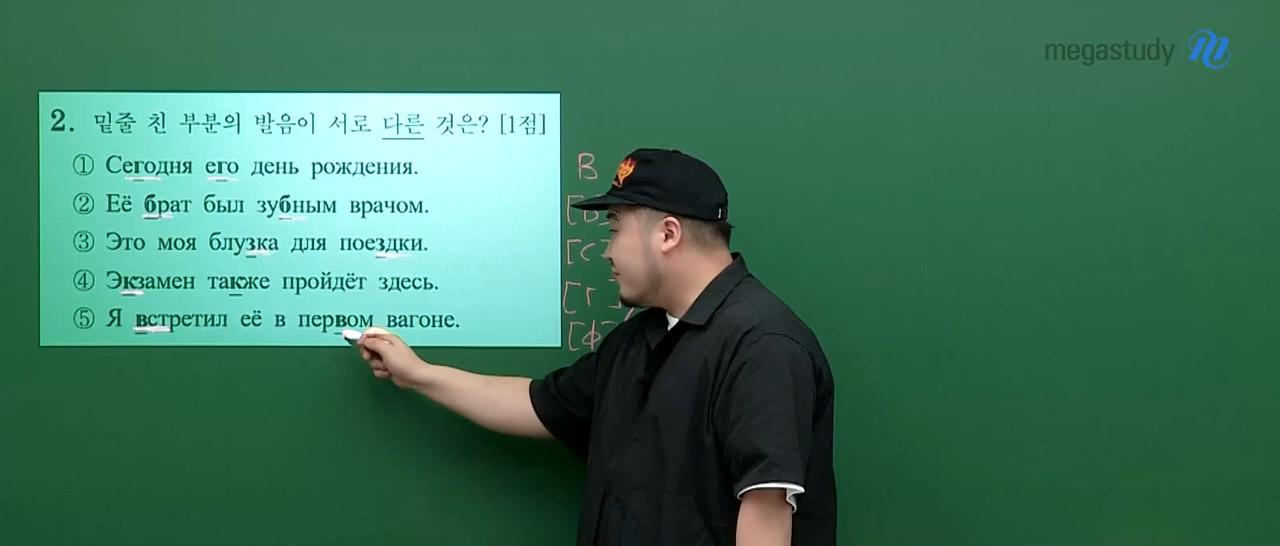 megastudy
2. 밑줄 친 부분의 발음이 서로 다른 것은? [1점]
① Сегодня его день рождения.
② Её брат был зубным врачом.
③ Это моя блузка для поездки.
④ Экзамен также пройдёт здесь.
⑤ Я встретил её в первом вагоне.
В
[В]
[с
[г]
[ф]